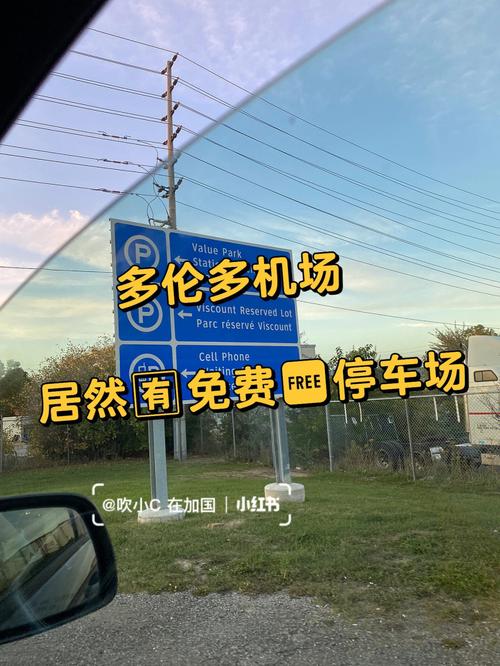 P
Value Park
多伦多机场
P
Viscount Reserved Lot
Parc réservé Viscount
Cell Phone
居然有免费FREE停车场
@吹小C 在加国 | 小红书